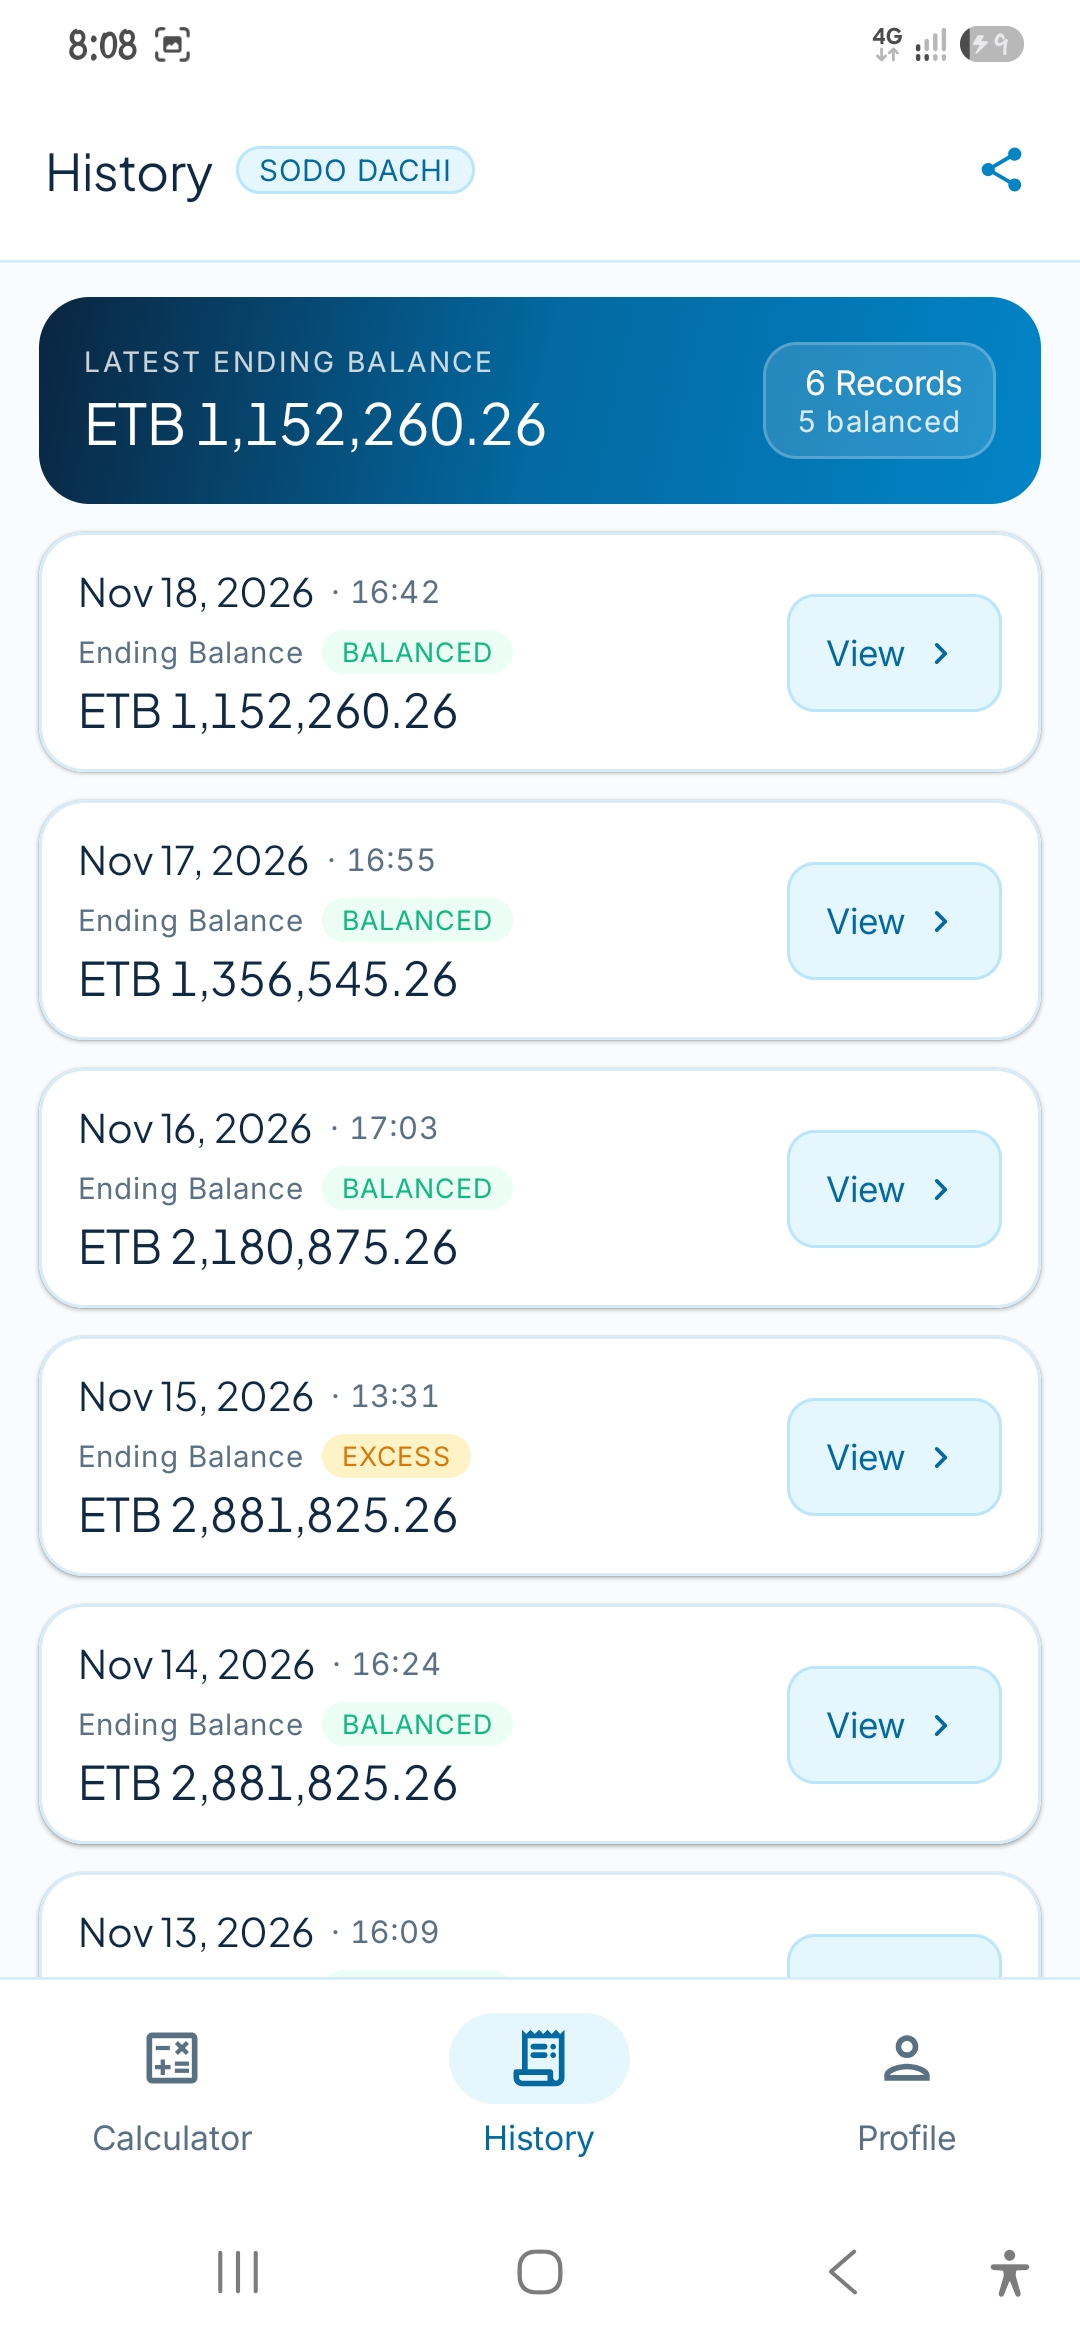 8:08
4G
9
History
SODO DACHI
LATEST ENDING BALANCE
ETB 1,152,260.26
6 Records
5 balanced
Nov 18, 2026 · 16:42
Ending Balance BALANCED
ETB 1,152,260.26
View
Nov 17, 2026 · 16:55
Ending Balance BALANCED
ETB 1,356,545.26
View
Nov 16, 2026 · 17:03
Ending Balance BALANCED
ETB 2,180,875.26
View
Nov 15, 2026 · 13:31
Ending Balance EXCESS
ETB 2,881,825.26
View
Nov 14, 2026 · 16:24
Ending Balance BALANCED
ETB 2,881,825.26
View
Nov 13, 2026 · 16:09
Calculator
History
Profile